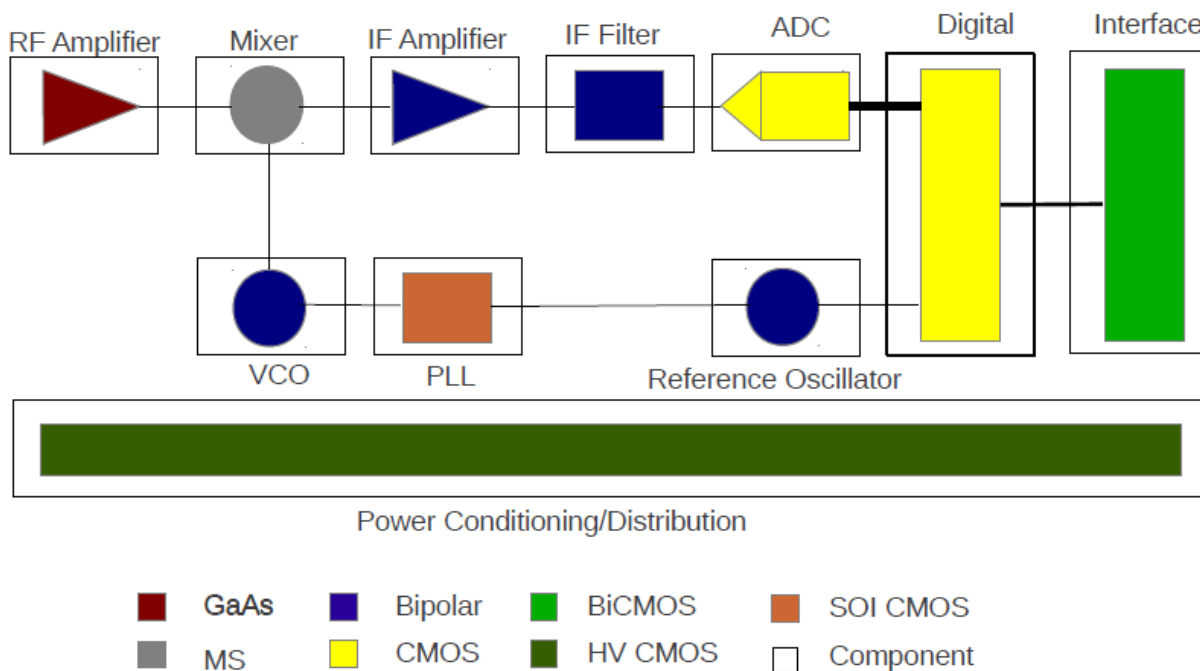 RF Amplifier
Mixer
IF Amplifier
IF Filter
ADC
Digital
Interface
VCO
PLL
Reference Oscillator
Power Conditioning/Distribution
GaAs
Bipolar
BiCMOS
SOI CMOS
MS
CMOS
HV CMOS
Component